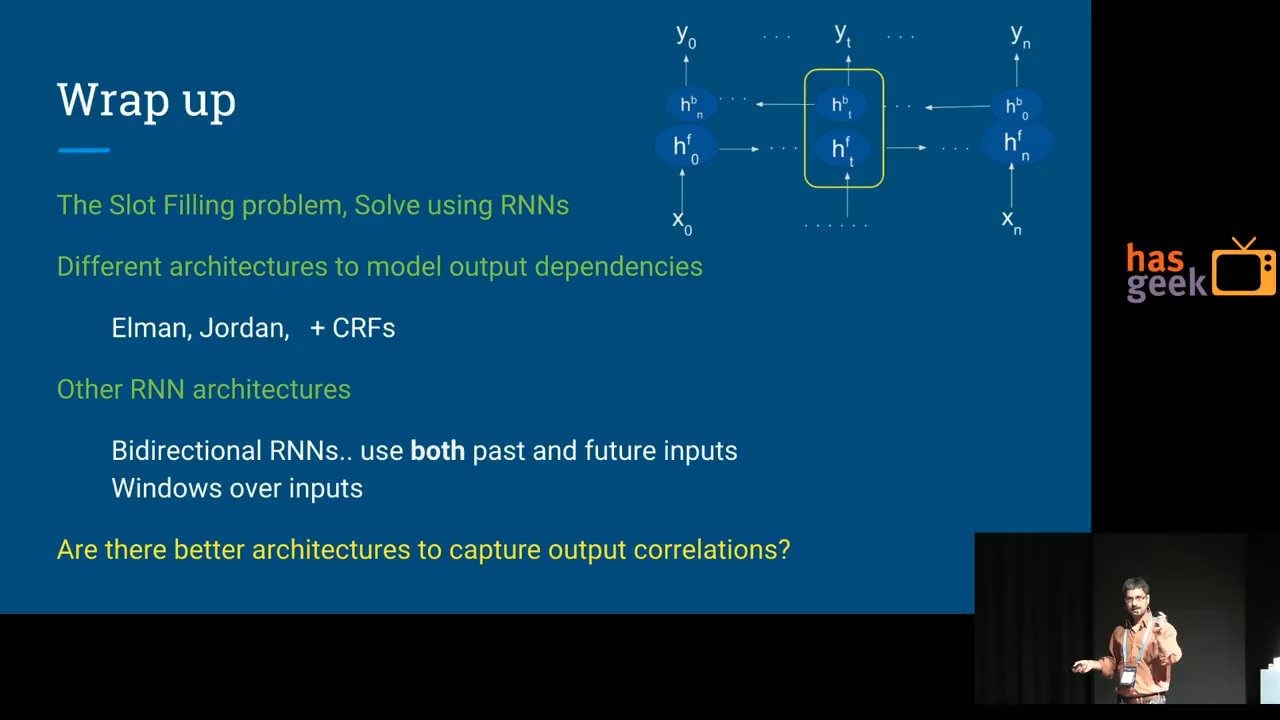 Wrap up
The Slot Filling problem, Solve using RNNs
Different architectures to model output dependencies
Elman, Jordan, + CRFs
Other RNN architectures
Bidirectional RNNs.. use both past and future inputs
Windows over inputs
Are there better architectures to capture output correlations?
y0 . . . yt . . . yn
hbn . . . hbt . . . hb0
hf0 . . . hft . . . hfn
x0 . . . . . . xn
has
geek